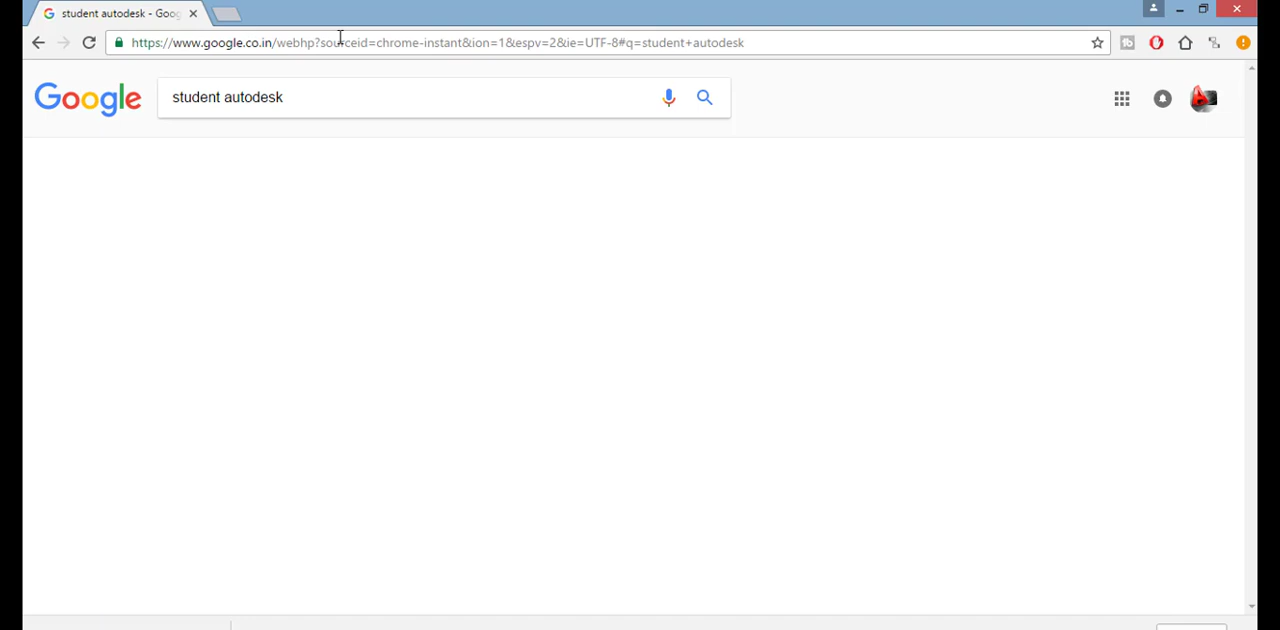 student autodesk - Goog
https://www.google.co.in/webhp?sourceid=chrome-instant&ion=1&espv=2&ie=UTF-8#q=student+autodesk
Google
student autodesk